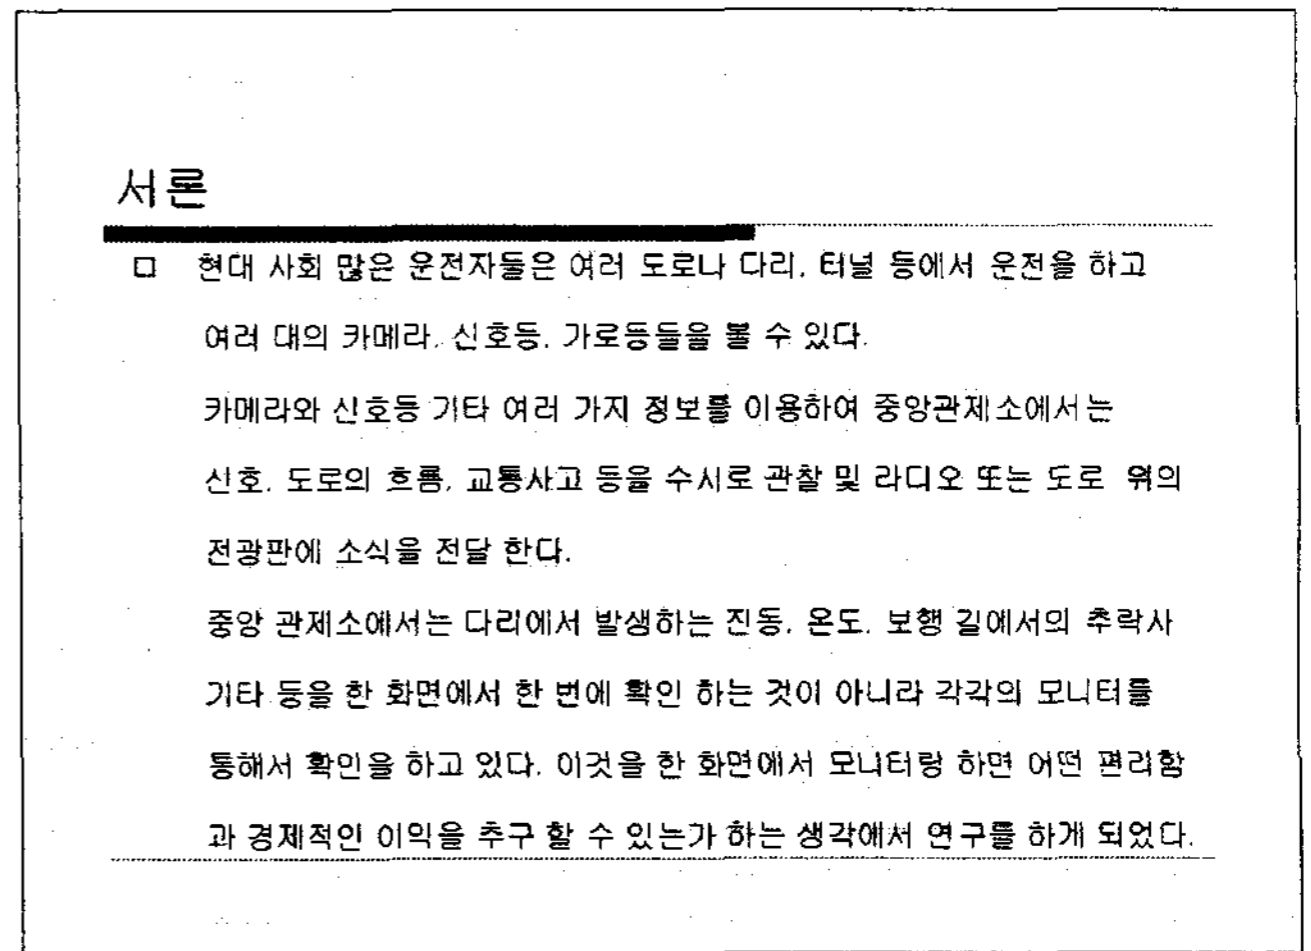 서론
□ 현대 사회 많은 운전자들은 여러 도로나 다리, 터널 등에서 운전을 하고
여러 대의 카메라, 신호등, 가로등들을 볼 수 있다.
카메라와 신호등 기타 여러 가지 정보를 이용하여 중앙관제소에서는
신호, 도로의 흐름, 교통사고 등을 수시로 관찰 및 라디오 또는 도로 위의
전광판에 소식을 전달 한다.
중앙 관제소에서는 다리에서 발생하는 진동, 온도, 보행 길에서의 추락사
기타 등을 한 화면에서 한 번에 확인 하는 것이 아니라 각각의 모니터를
통해서 확인을 하고 있다. 이것을 한 화면에서 모니터링 하면 어떤 편리함
과 경제적인 이익을 추구 할 수 있는가 하는 생각에서 연구를 하게 되었다.